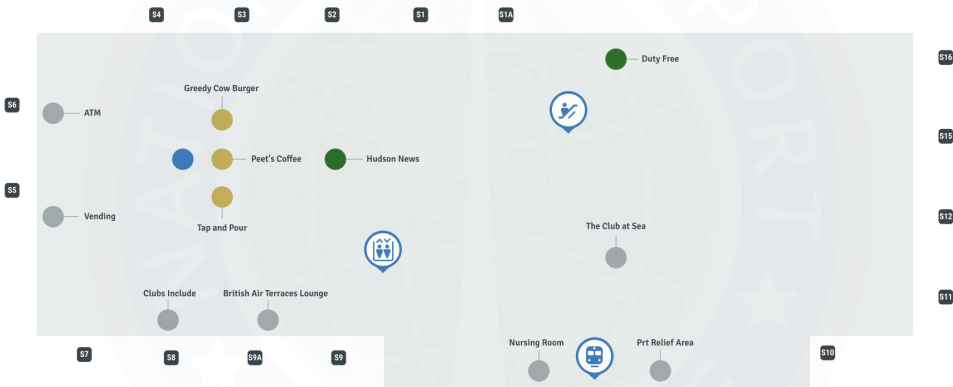 S4
S3
S2
S1
S1A
S16
Duty Free
Greedy Cow Burger
S6
ATM
S15
Peet's Coffee
Hudson News
S5
Vending
Tap and Pour
The Club at Sea
S12
Clubs Include
British Air Terraces Lounge
S11
S7
S8
S9A
S9
Nursing Room
Prt Relief Area
S10